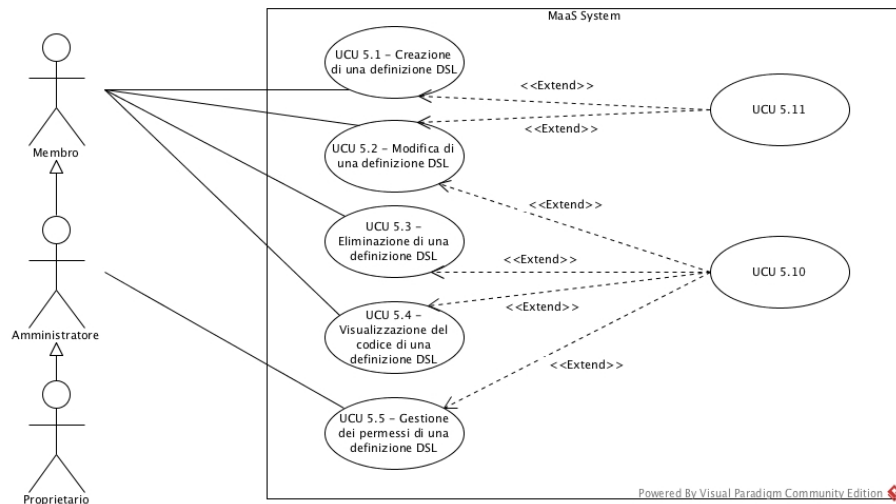 MaaS System
UCU 5.1 - Creazione
di una definizione DSL
<<Extend>>
UCU 5.11
<<Extend>>
Membro
UCU 5.2 - Modifica di
una definizione DSL
<<Extend>>
UCU 5.3 -
Eliminazione di una
definizione DSL
<<Extend>>
UCU 5.10
<<Extend>>
Amministratore
UCU 5.4 -
Visualizzazione del
codice di una
definizione DSL
<<Extend>>
UCU 5.5 - Gestione
dei permessi di una
definizione DSL
Proprietario
Powered By Visual Paradigm Community Edition